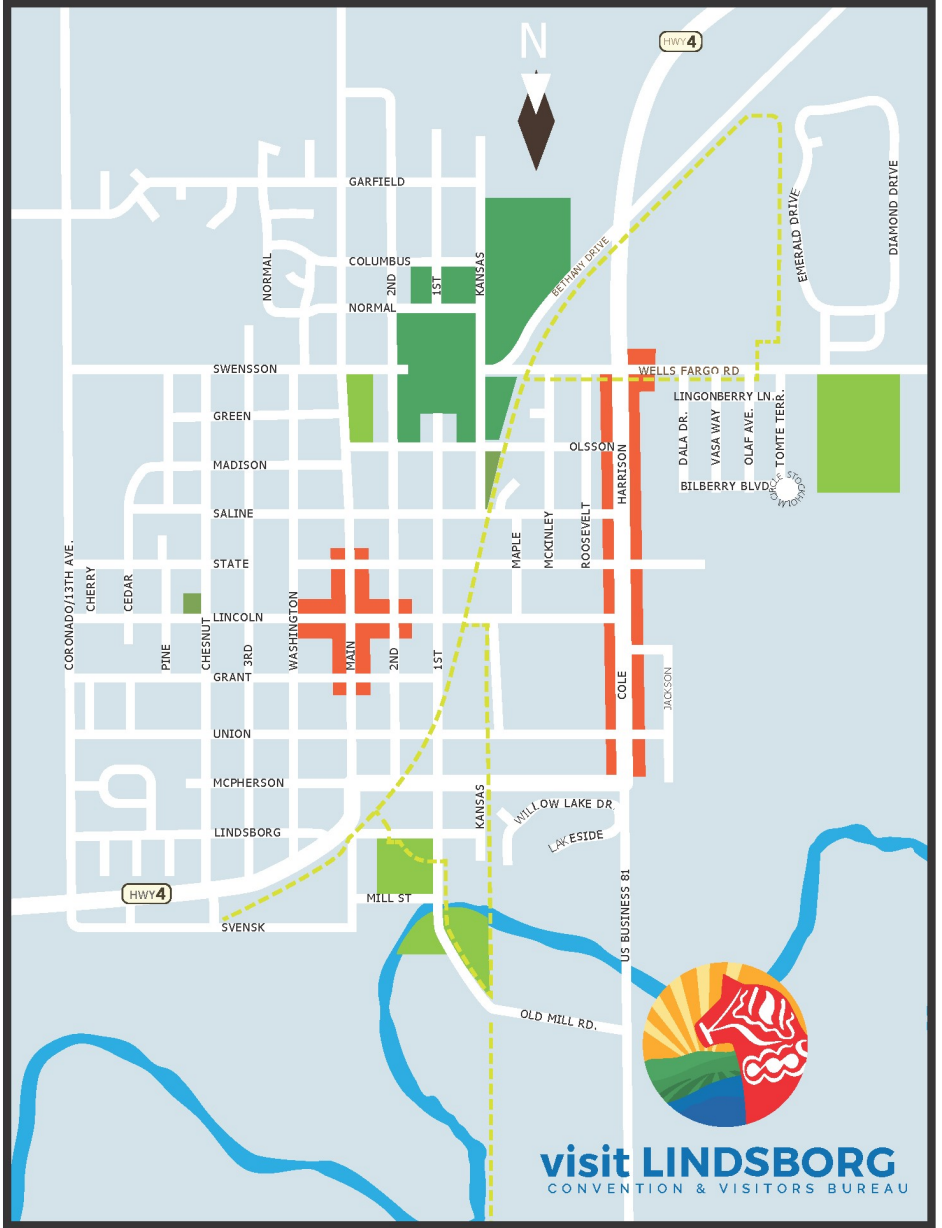 N
HWY4
GARFIELD
DIAMOND DRIVE
EMERALD DRIVE
BETHANY DRIVE
COLUMBUS
KANSAS
NORMAL
2ND
1ST
NORMAL
SWENSSON
WELLS FARGO RD
LINGONBERRY LN.
GREEN
DALA DR.
VASA WAY
OLAF AVE.
TOMTE TERR.
OLSSON
MADISON
HARRISON
BILBERRY BLVD.
STOCKHOLM CIRCLE
SALINE
MAPLE
MCKINLEY
ROOSEVELT
STATE
CORONADO/13TH AVE.
CHERRY
CEDAR
LINCOLN
PINE
CHESNUT
3RD
WASHINGTON
MAIN
2ND
1ST
GRANT
COLE
JACKSON
UNION
MCPHERSON
KANSAS
WILLOW LAKE DR
LINDSBORG
LAKESIDE
HWY4
MILL ST
US BUSINESS 81
SVENSK
OLD MILL RD.
visit LINDSBORG
CONVENTION & VISITORS BUREAU